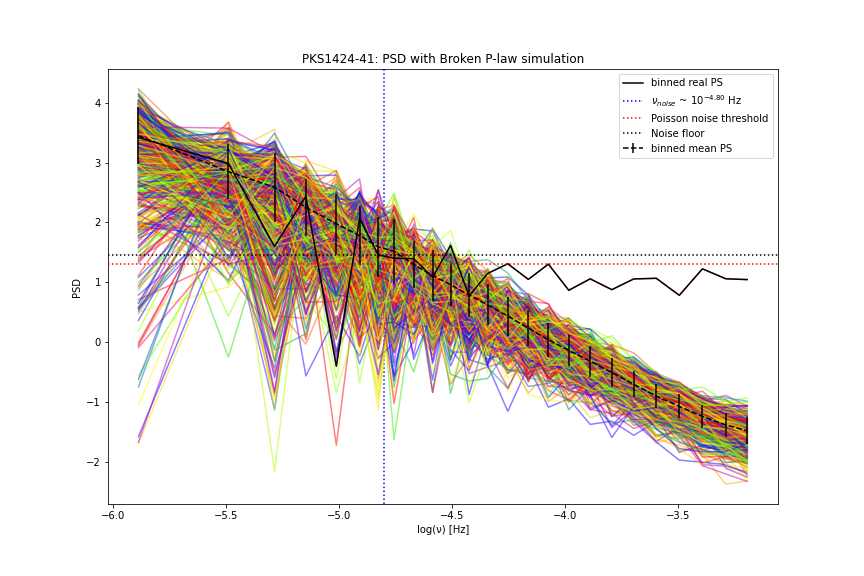 PKS1424-41: PSD with Broken P-law simulation
binned real PS
ν_noise ~ 10^−4.80 Hz
Poisson noise threshold
Noise floor
binned mean PS
PSD
4
3
2
1
0
−1
−2
−6.0 −5.5 −5.0 −4.5 −4.0 −3.5
log(ν) [Hz]